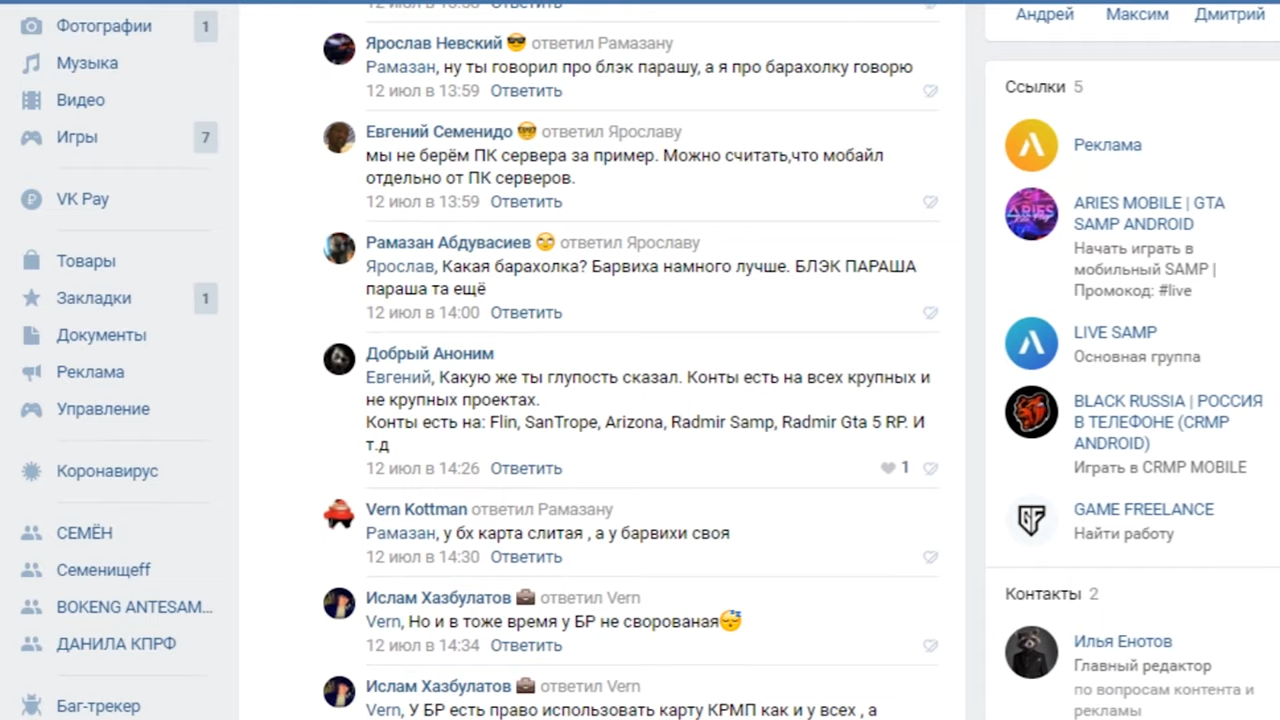 Фотографии 1
Музыка
Видео
Игры 7
VK Pay
Товары
Закладки 1
Документы
Реклама
Управление
Коронавирус
СЕМЁН
Семенищеff
BOKENG ANTESAM...
ДАНИЛА КПРФ
Баг-трекер
Ответить
Ярослав Невский ответил Рамазану
Рамазан, ну ты говорил про блэк парашу, а я про барахолку говорю
12 июл в 13:59 Ответить
Евгений Семенидо ответил Ярославу
мы не берём ПК сервера за пример. Можно считать,что мобайл
отдельно от ПК серверов.
12 июл в 13:59 Ответить
Рамазан Абдувасиев ответил Ярославу
Ярослав, Какая барахолка? Барвиха намного лучше. БЛЭК ПАРАША
параша та ещё
12 июл в 14:00 Ответить
Добрый Аноним
Евгений, Какую же ты глупость сказал. Конты есть на всех крупных и
не крупных проектах.
Конты есть на: Flin, SanTrope, Arizona, Radmir Samp, Radmir Gta 5 RP. И
т.д
12 июл в 14:26 Ответить 1
Vern Kottman ответил Рамазану
Рамазан, у бх карта слитая , а у барвихи своя
12 июл в 14:30 Ответить
Ислам Хазбулатов ответил Vern
Vern, Но и в тоже время у БР не сворованая
12 июл в 14:34 Ответить
Ислам Хазбулатов ответил Vern
Vern, У БР есть право использовать карту КРМП как и у всех , а
Андрей Максим Дмитрий
Ссылки 5
Реклама
ARIES MOBILE | GTA
SAMP ANDROID
Начать играть в
мобильный SAMP |
Промокод: #live
LIVE SAMP
Основная группа
BLACK RUSSIA | РОССИЯ
В ТЕЛЕФОНЕ (CRMP
ANDROID)
Играть в CRMP MOBILE
GAME FREELANCE
Найти работу
Контакты 2
Илья Енотов
Главный редактор
по вопросам контента и
рекламы